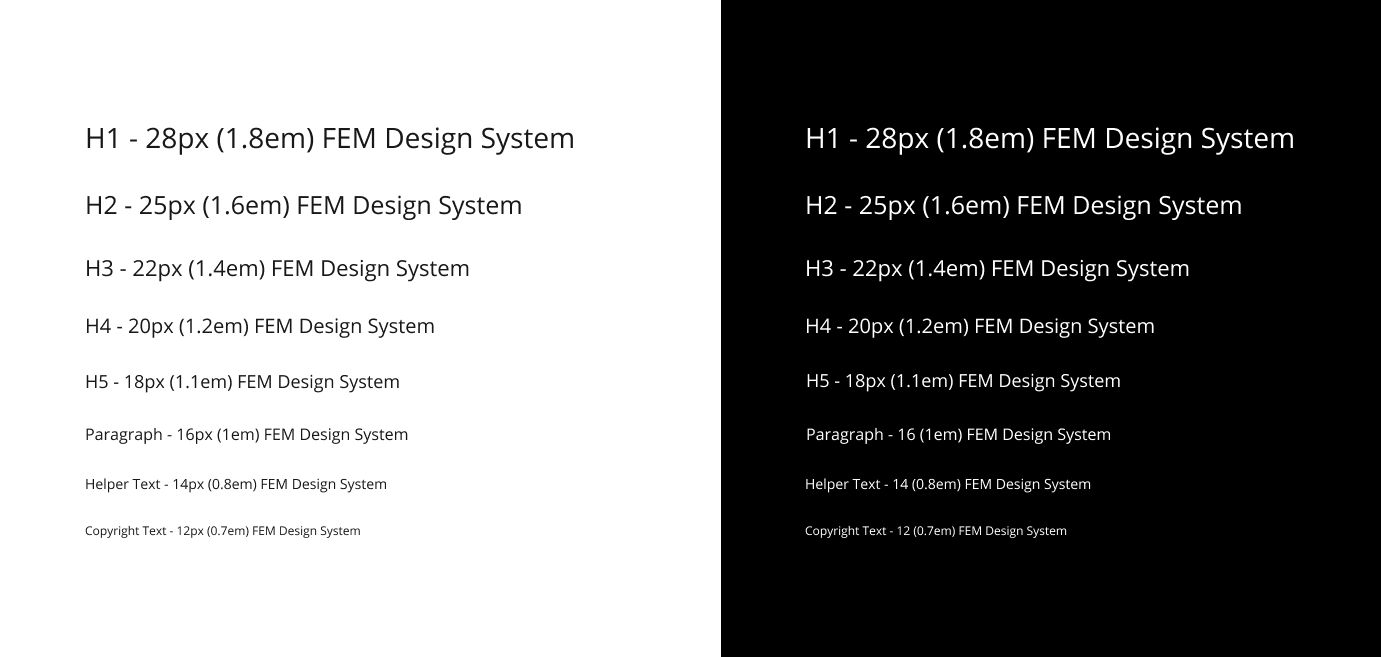 H1 - 28px (1.8em) FEM Design System
H2 - 25px (1.6em) FEM Design System
H3 - 22px (1.4em) FEM Design System
H4 - 20px (1.2em) FEM Design System
H5 - 18px (1.1em) FEM Design System
Paragraph - 16px (1em) FEM Design System
Helper Text - 14px (0.8em) FEM Design System
Copyright Text - 12px (0.7em) FEM Design System
H1 - 28px (1.8em) FEM Design System
H2 - 25px (1.6em) FEM Design System
H3 - 22px (1.4em) FEM Design System
H4 - 20px (1.2em) FEM Design System
H5 - 18px (1.1em) FEM Design System
Paragraph - 16 (1em) FEM Design System
Helper Text - 14 (0.8em) FEM Design System
Copyright Text - 12 (0.7em) FEM Design System